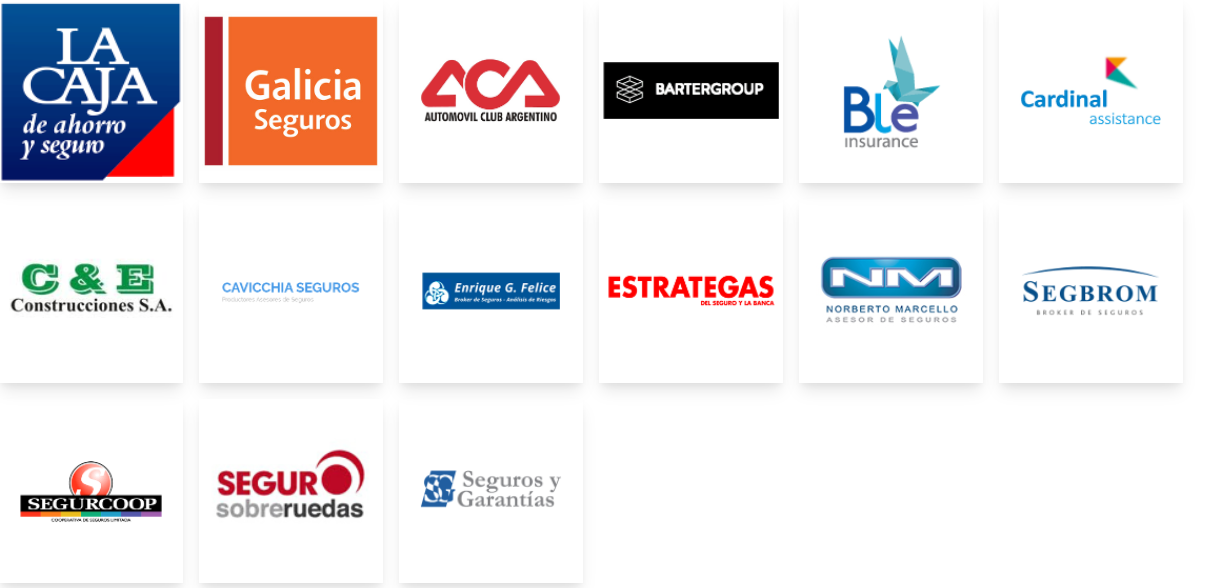 LA
CAJA
de ahorro
y seguro
Galicia
Seguros
ACA
AUTOMOVIL CLUB ARGENTINO
BARTERGROUP
Ble
insurance
Cardinal
assistance
C & E
Construcciones S.A.
CAVICCHIA SEGUROS
Productores Asesores de Seguros
Enrique G. Felice
Broker de Seguros - Análisis de Riesgos
ESTRATEGAS
DEL SEGURO Y LA BANCA
NM
NORBERTO MARCELLO
ASESOR DE SEGUROS
SEGBROM
BROKER DE SEGUROS
S
SEGURCOOP
COOPERATIVA DE SEGUROS LIMITADA
SEGURO
sobreruedas
SG
Seguros y
Garantías